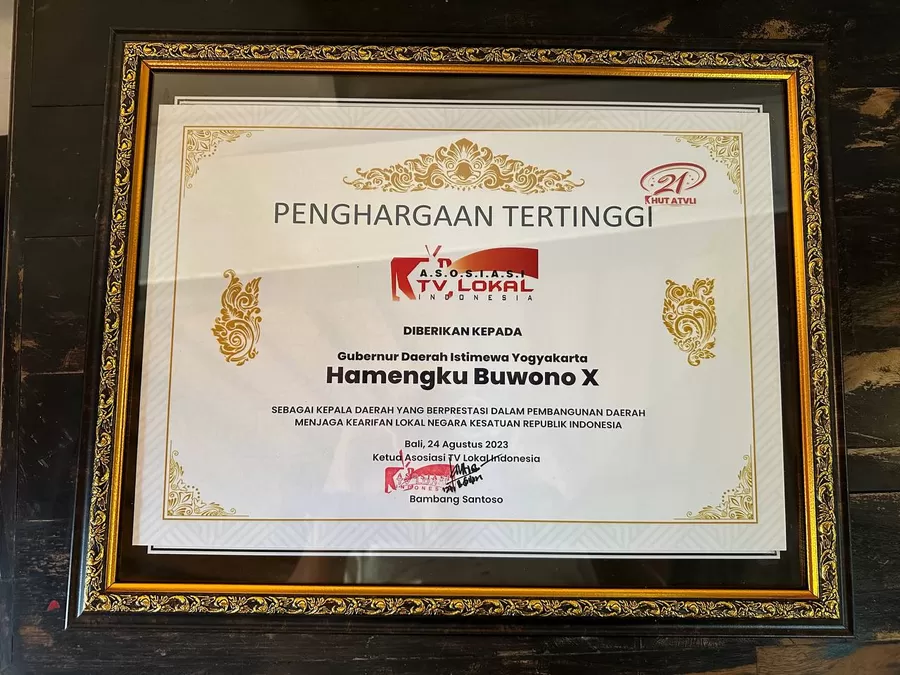 21
HUT ATVLI
PENGHARGAAN TERTINGGI
TV
A.S.O.S.I.A.S.I
TV. LOKAL
INDONESIA
DIBERIKAN KEPADA
Gubernur Daerah Istimewa Yogyakarta
Hamengku Buwono X
SEBAGAI KEPALA DAERAH YANG BERPRESTASI DALAM PEMBANGUNAN DAERAH
MENJAGA KEARIFAN LOKAL NEGARA KESATUAN REPUBLIK INDONESIA
Bali, 24 Agustus 2023
Ketua Asosiasi TV Lokal Indonesia
Bambang Santoso